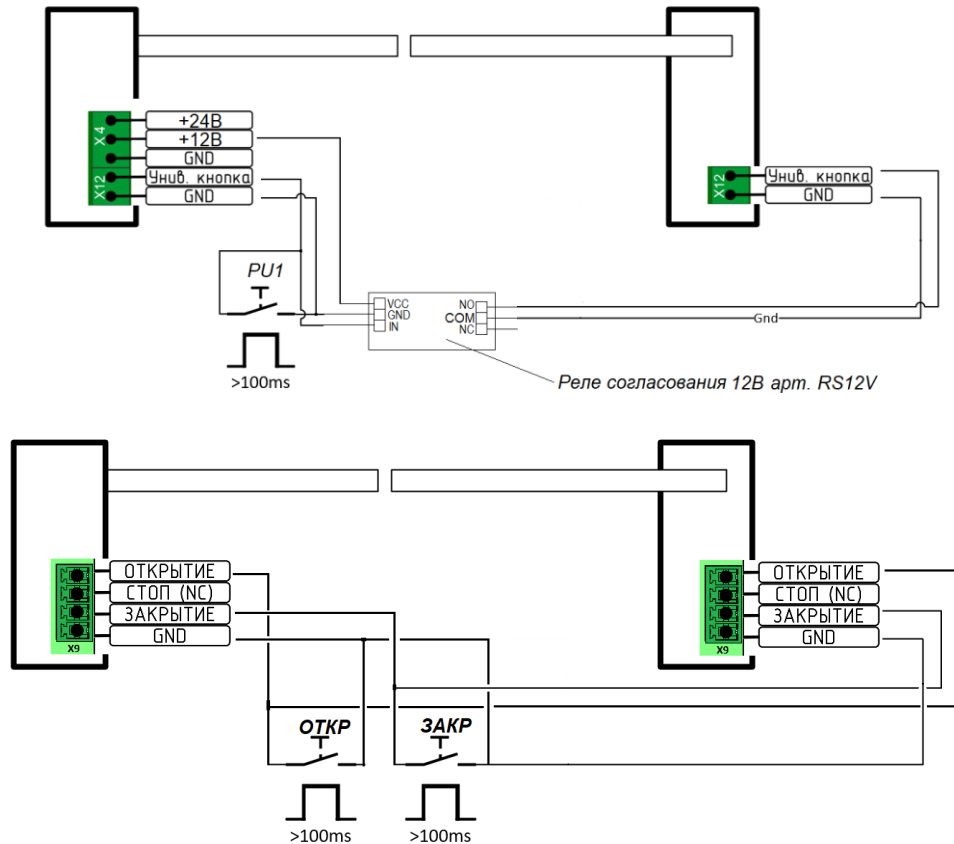 +24В
X 4
+12В
GND
Унив. кнопка
X12
GND
X12
Унив. кнопка
GND
PU1
>100ms
VCC
GND
IN
NO
COM
NC
Gnd
Реле согласования 12В арт. RS12V
ОТКРЫТИЕ
СТОП (NC)
ЗАКРЫТИЕ
GND
X9
ОТКРЫТИЕ
СТОП (NC)
ЗАКРЫТИЕ
GND
X9
ОТКР
ЗАКР
>100ms
>100ms